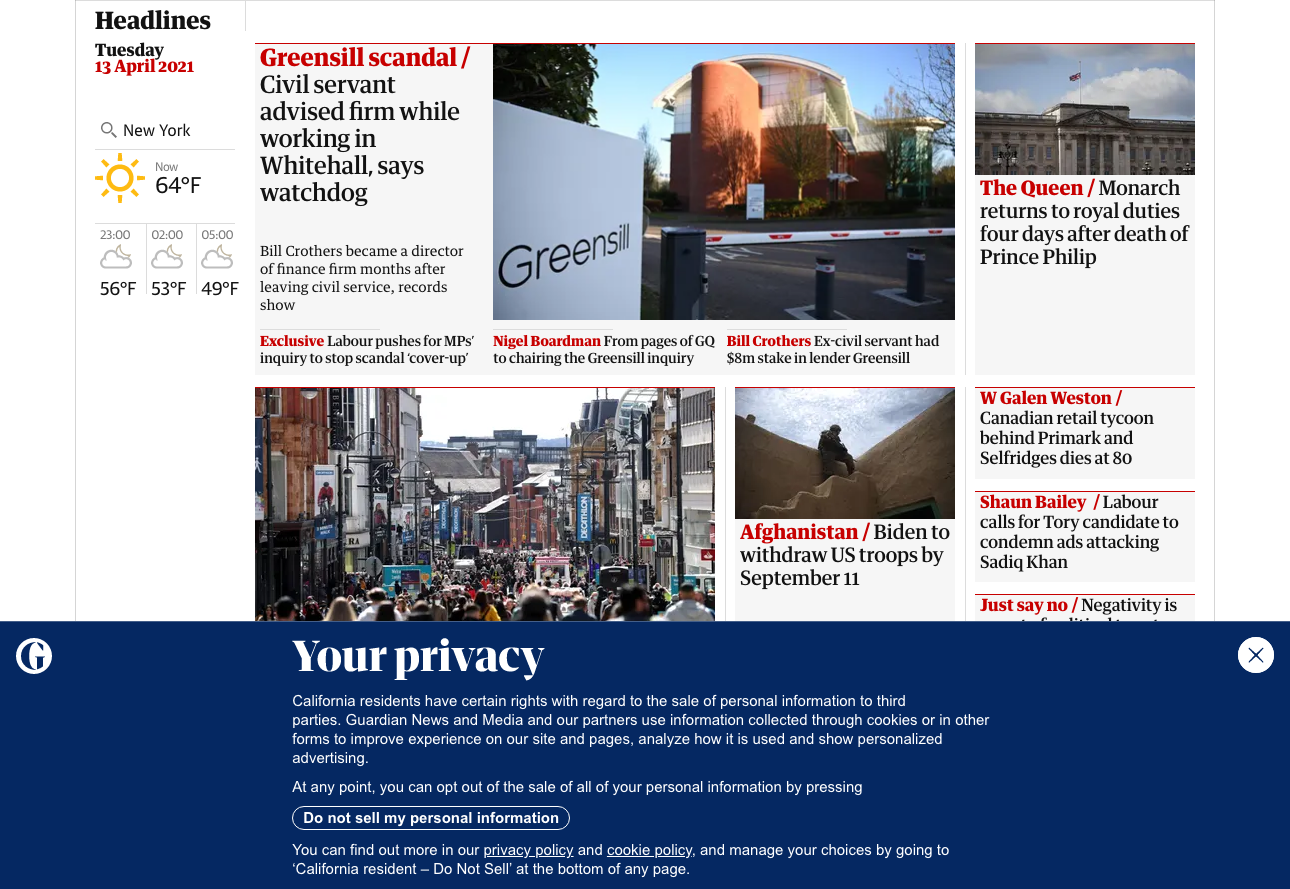 Headlines
Tuesday
13 April 2021
New York
Now
64°F
23:00
02:00
05:00
56°F
53°F
49°F
Greensill scandal /
Civil servant
advised firm while
working in
Whitehall, says
watchdog
Bill Crothers became a director
of finance firm months after
leaving civil service, records
show
Greensill
Exclusive Labour pushes for MPs’
inquiry to stop scandal ‘cover-up’
Nigel Boardman From pages of GQ
to chairing the Greensill inquiry
Bill Crothers Ex-civil servant had
$8m stake in lender Greensill
The Queen / Monarch
returns to royal duties
four days after death of
Prince Philip
DECATHLON
DECATHLON
Afghanistan / Biden to
withdraw US troops by
September 11
W Galen Weston /
Canadian retail tycoon
behind Primark and
Selfridges dies at 80
Shaun Bailey / Labour
calls for Tory candidate to
condemn ads attacking
Sadiq Khan
Just say no / Negativity is
Your privacy
California residents have certain rights with regard to the sale of personal information to third
parties. Guardian News and Media and our partners use information collected through cookies or in other
forms to improve experience on our site and pages, analyze how it is used and show personalized
advertising.
At any point, you can opt out of the sale of all of your personal information by pressing
Do not sell my personal information
You can find out more in our privacy policy and cookie policy, and manage your choices by going to
‘California resident – Do Not Sell’ at the bottom of any page.